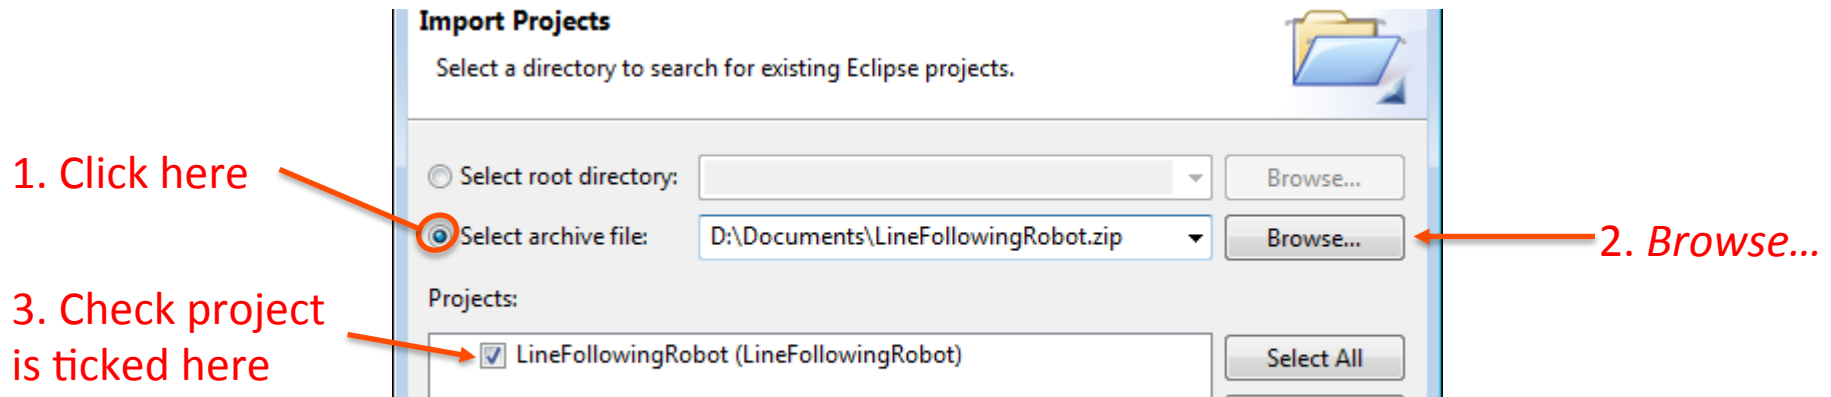 Import Projects
Select a directory to search for existing Eclipse projects.
1. Click here
Select root directory:
Browse...
Select archive file:
D:\Documents\LineFollowingRobot.zip
Browse...
2. Browse...
3. Check project
is ticked here
Projects:
LineFollowingRobot (LineFollowingRobot)
Select All